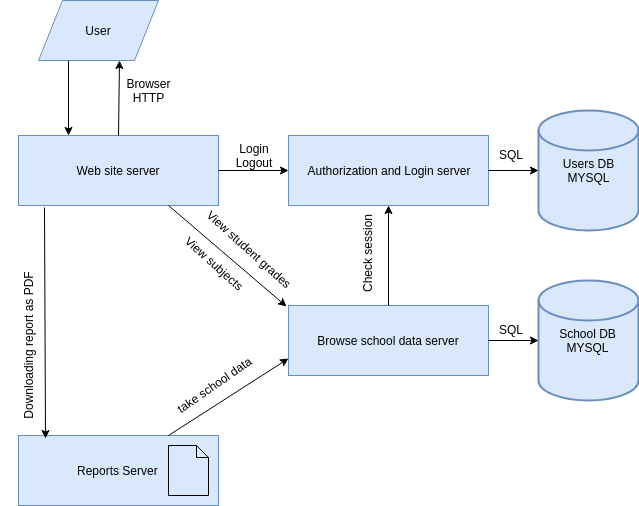 User
Browser
HTTP
Web site server
Login
Logout
Authorization and Login server
SQL
Users DB
MYSQL
View student grades
View subjects
Check session
Downloading report as PDF
Browse school data server
SQL
School DB
MYSQL
take school data
Reports Server